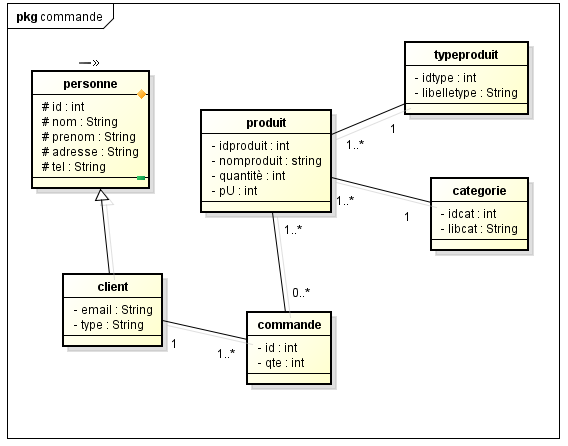 pkg commande
—»
personne
# id : int
# nom : String
# prenom : String
# adresse : String
# tel : String
typeproduit
- idtype : int
- libelletype : String
1
1..*
produit
- idproduit : int
- nomproduit : string
- quantitè : int
- pU : int
1..*
1
categorie
- idcat : int
- libcat : String
1..*
0..*
client
- email : String
- type : String
1
1..*
commande
- id : int
- qte : int